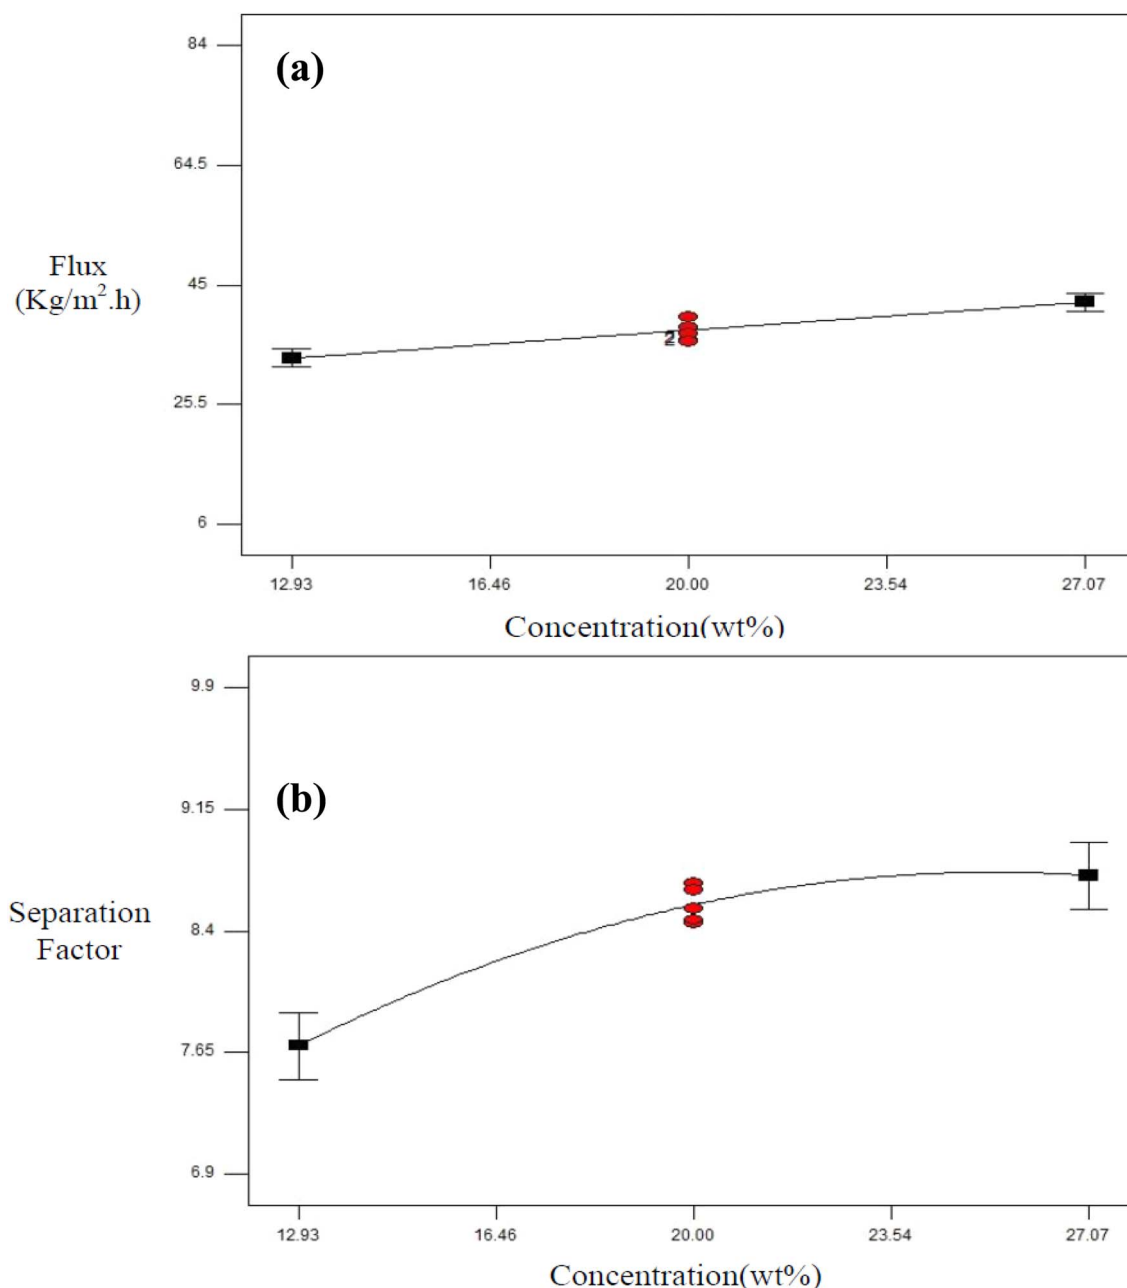 (a)
84
64.5
45
25.5
6
Flux
(Kg/m².h)
2
12.93 16.46 20.00 23.54 27.07
Concentration(wt%)
(b)
9.9
9.15
8.4
7.65
6.9
Separation
Factor
12.93 16.46 20.00 23.54 27.07
Concentration(wt%)